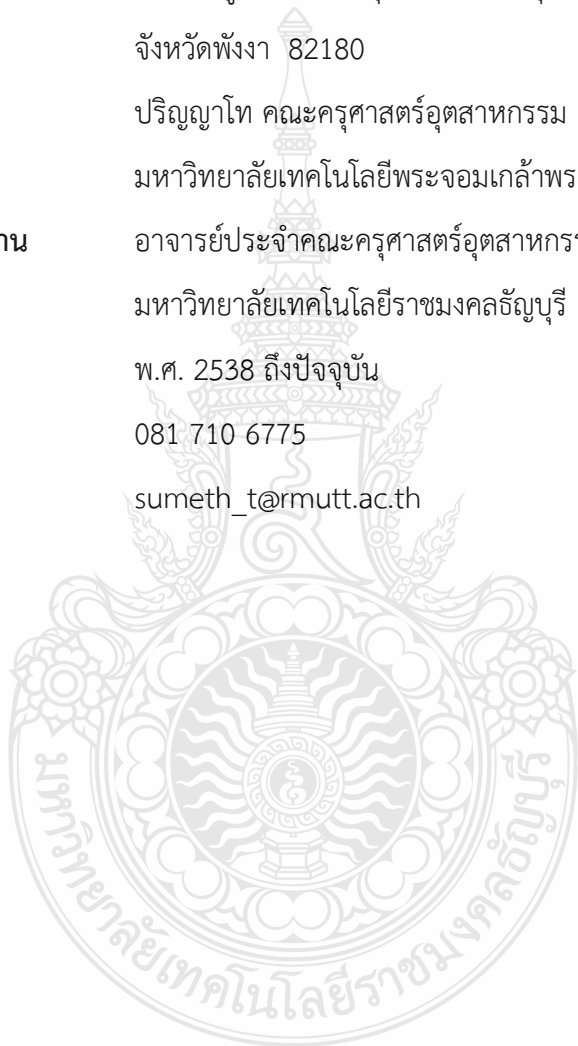 จังหวัดพังงา 82180
ปริญญาโท คณะครุศาสตร์อุตสาหกรรม
มหาวิทยาลัยเทคโนโลยีพระจอมเกล้าพร
าน อาจารย์ประจำคณะครุศาสตร์อุตสาหกร
มหาวิทยาลัยเทคโนโลยีราชมงคลธัญบุรี
พ.ศ. 2538 ถึงปัจจุบัน
081 710 6775
sumeth_t@rmutt.ac.th
มหาวิทยาลัยเทคโนโลยีราชมงคลธัญบุรี